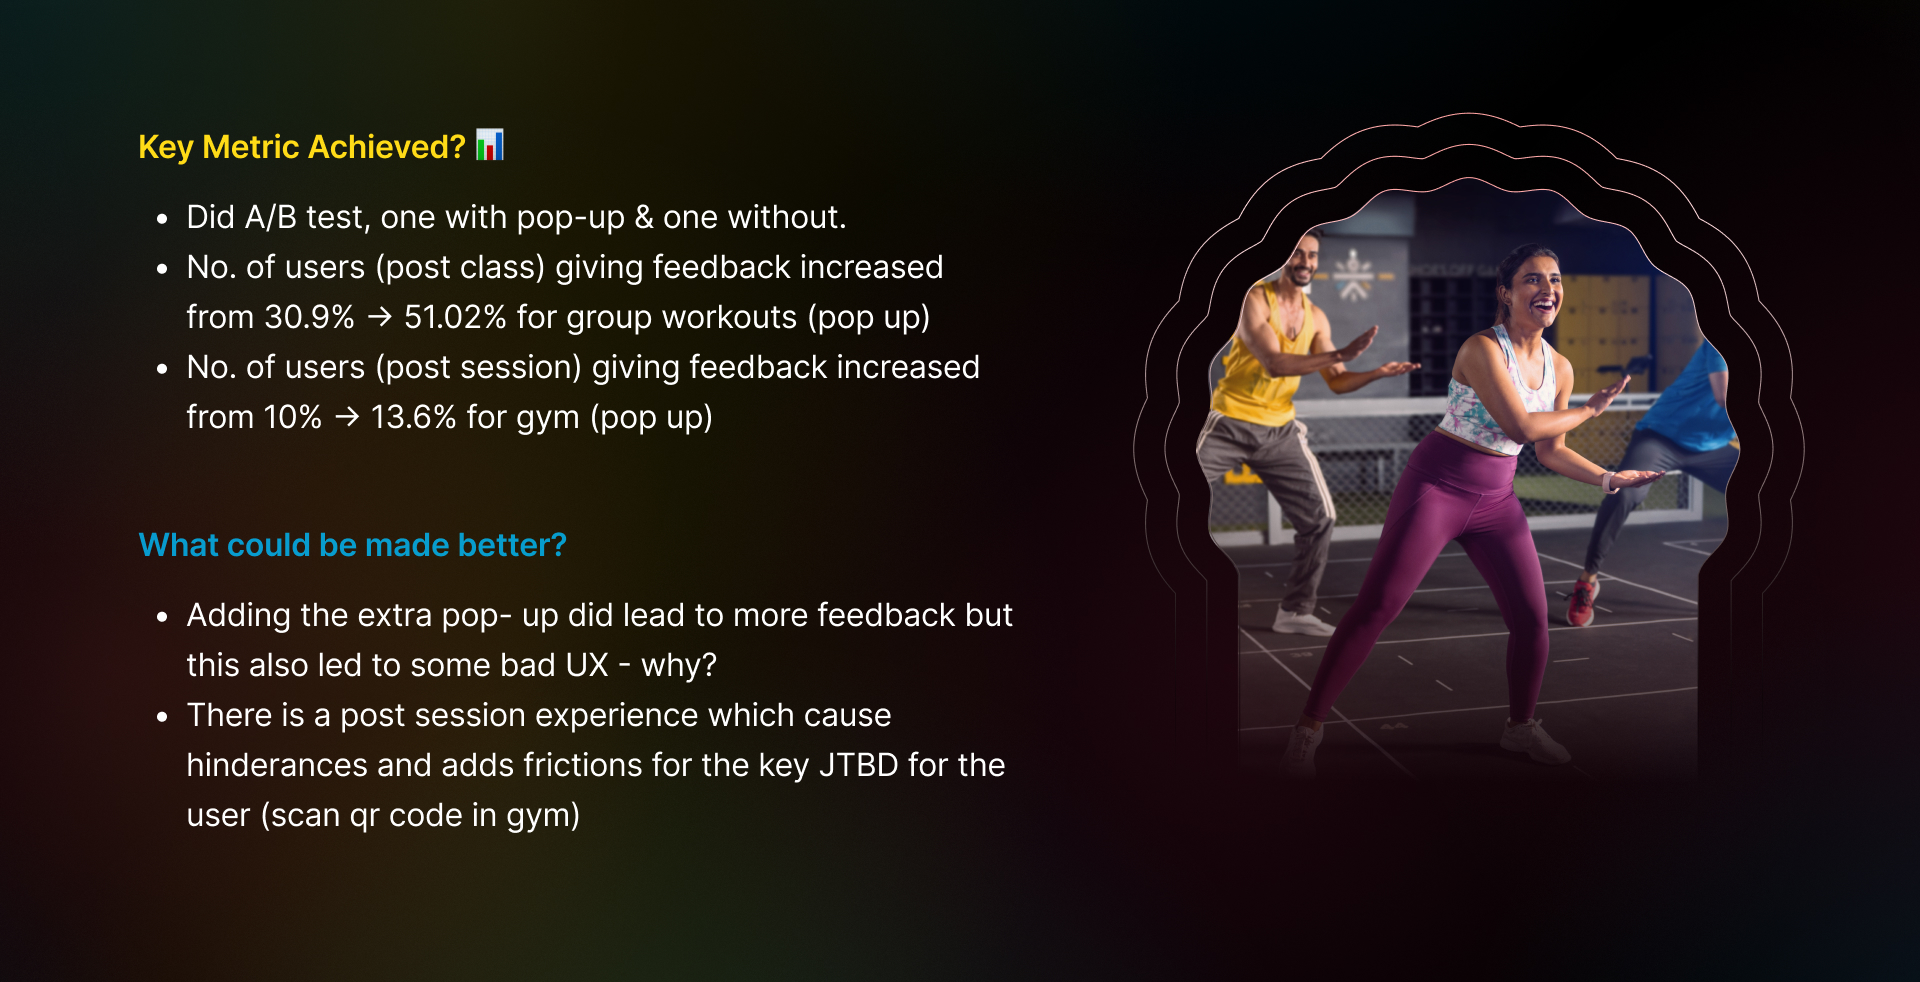 Key Metric Achieved? 📊
• Did A/B test, one with pop-up & one without.
• No. of users (post class) giving feedback increased
from 30.9% → 51.02% for group workouts (pop up)
• No. of users (post session) giving feedback increased
from 10% → 13.6% for gym (pop up)
What could be made better?
• Adding the extra pop- up did lead to more feedback but
this also led to some bad UX - why?
• There is a post session experience which cause
hinderances and adds frictions for the key JTBD for the
user (scan qr code in gym)